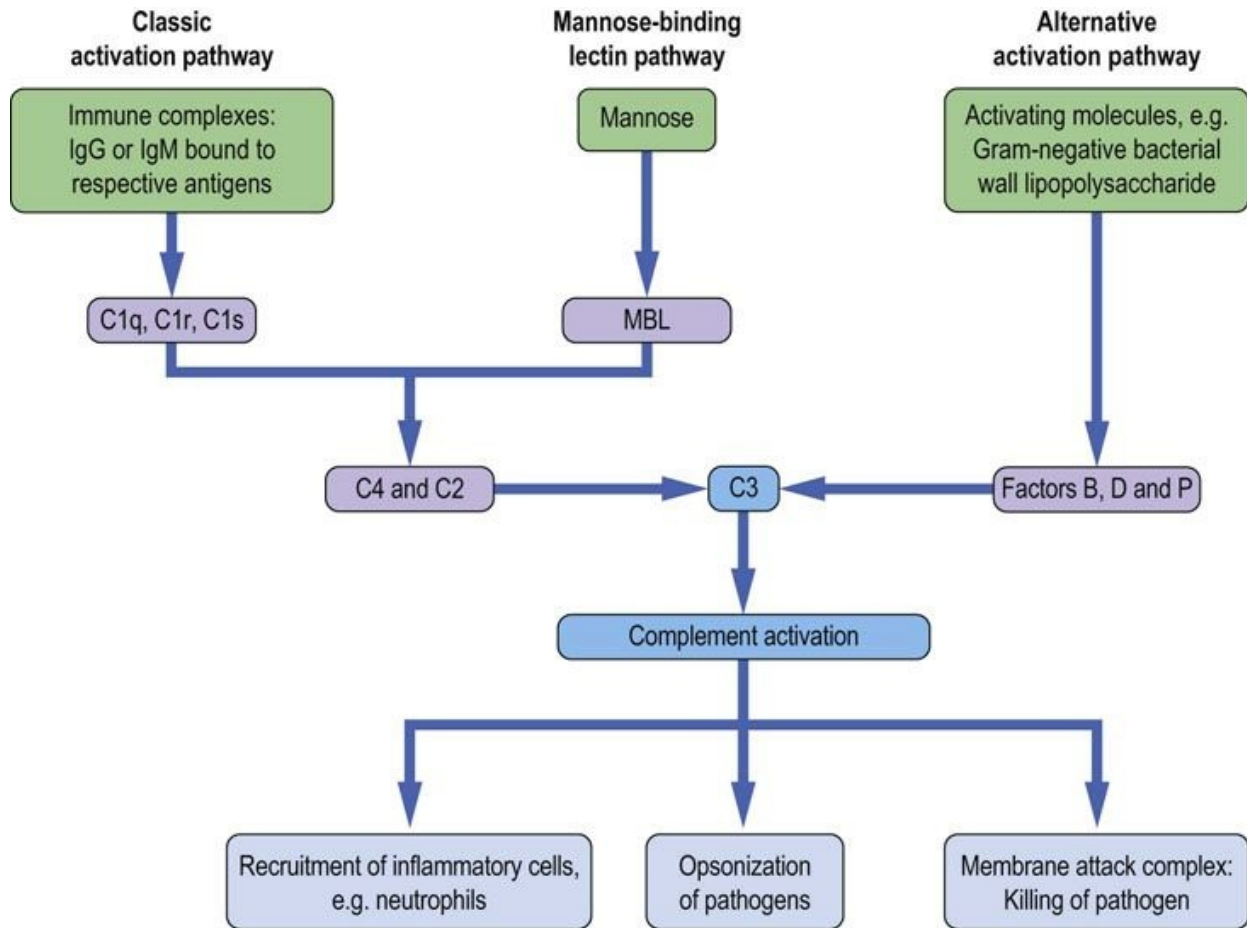 Classic
activation pathway
Mannose-binding
lectin pathway
Alternative
activation pathway
Immune complexes:
IgG or IgM bound to
respective antigens
Mannose
Activating molecules, e.g.
Gram-negative bacterial
wall lipopolysaccharide
C1q, C1r, C1s
MBL
C4 and C2
C3
Factors B, D and P
Complement activation
Recruitment of inflammatory cells,
e.g. neutrophils
Opsonization
of pathogens
Membrane attack complex:
Killing of pathogen